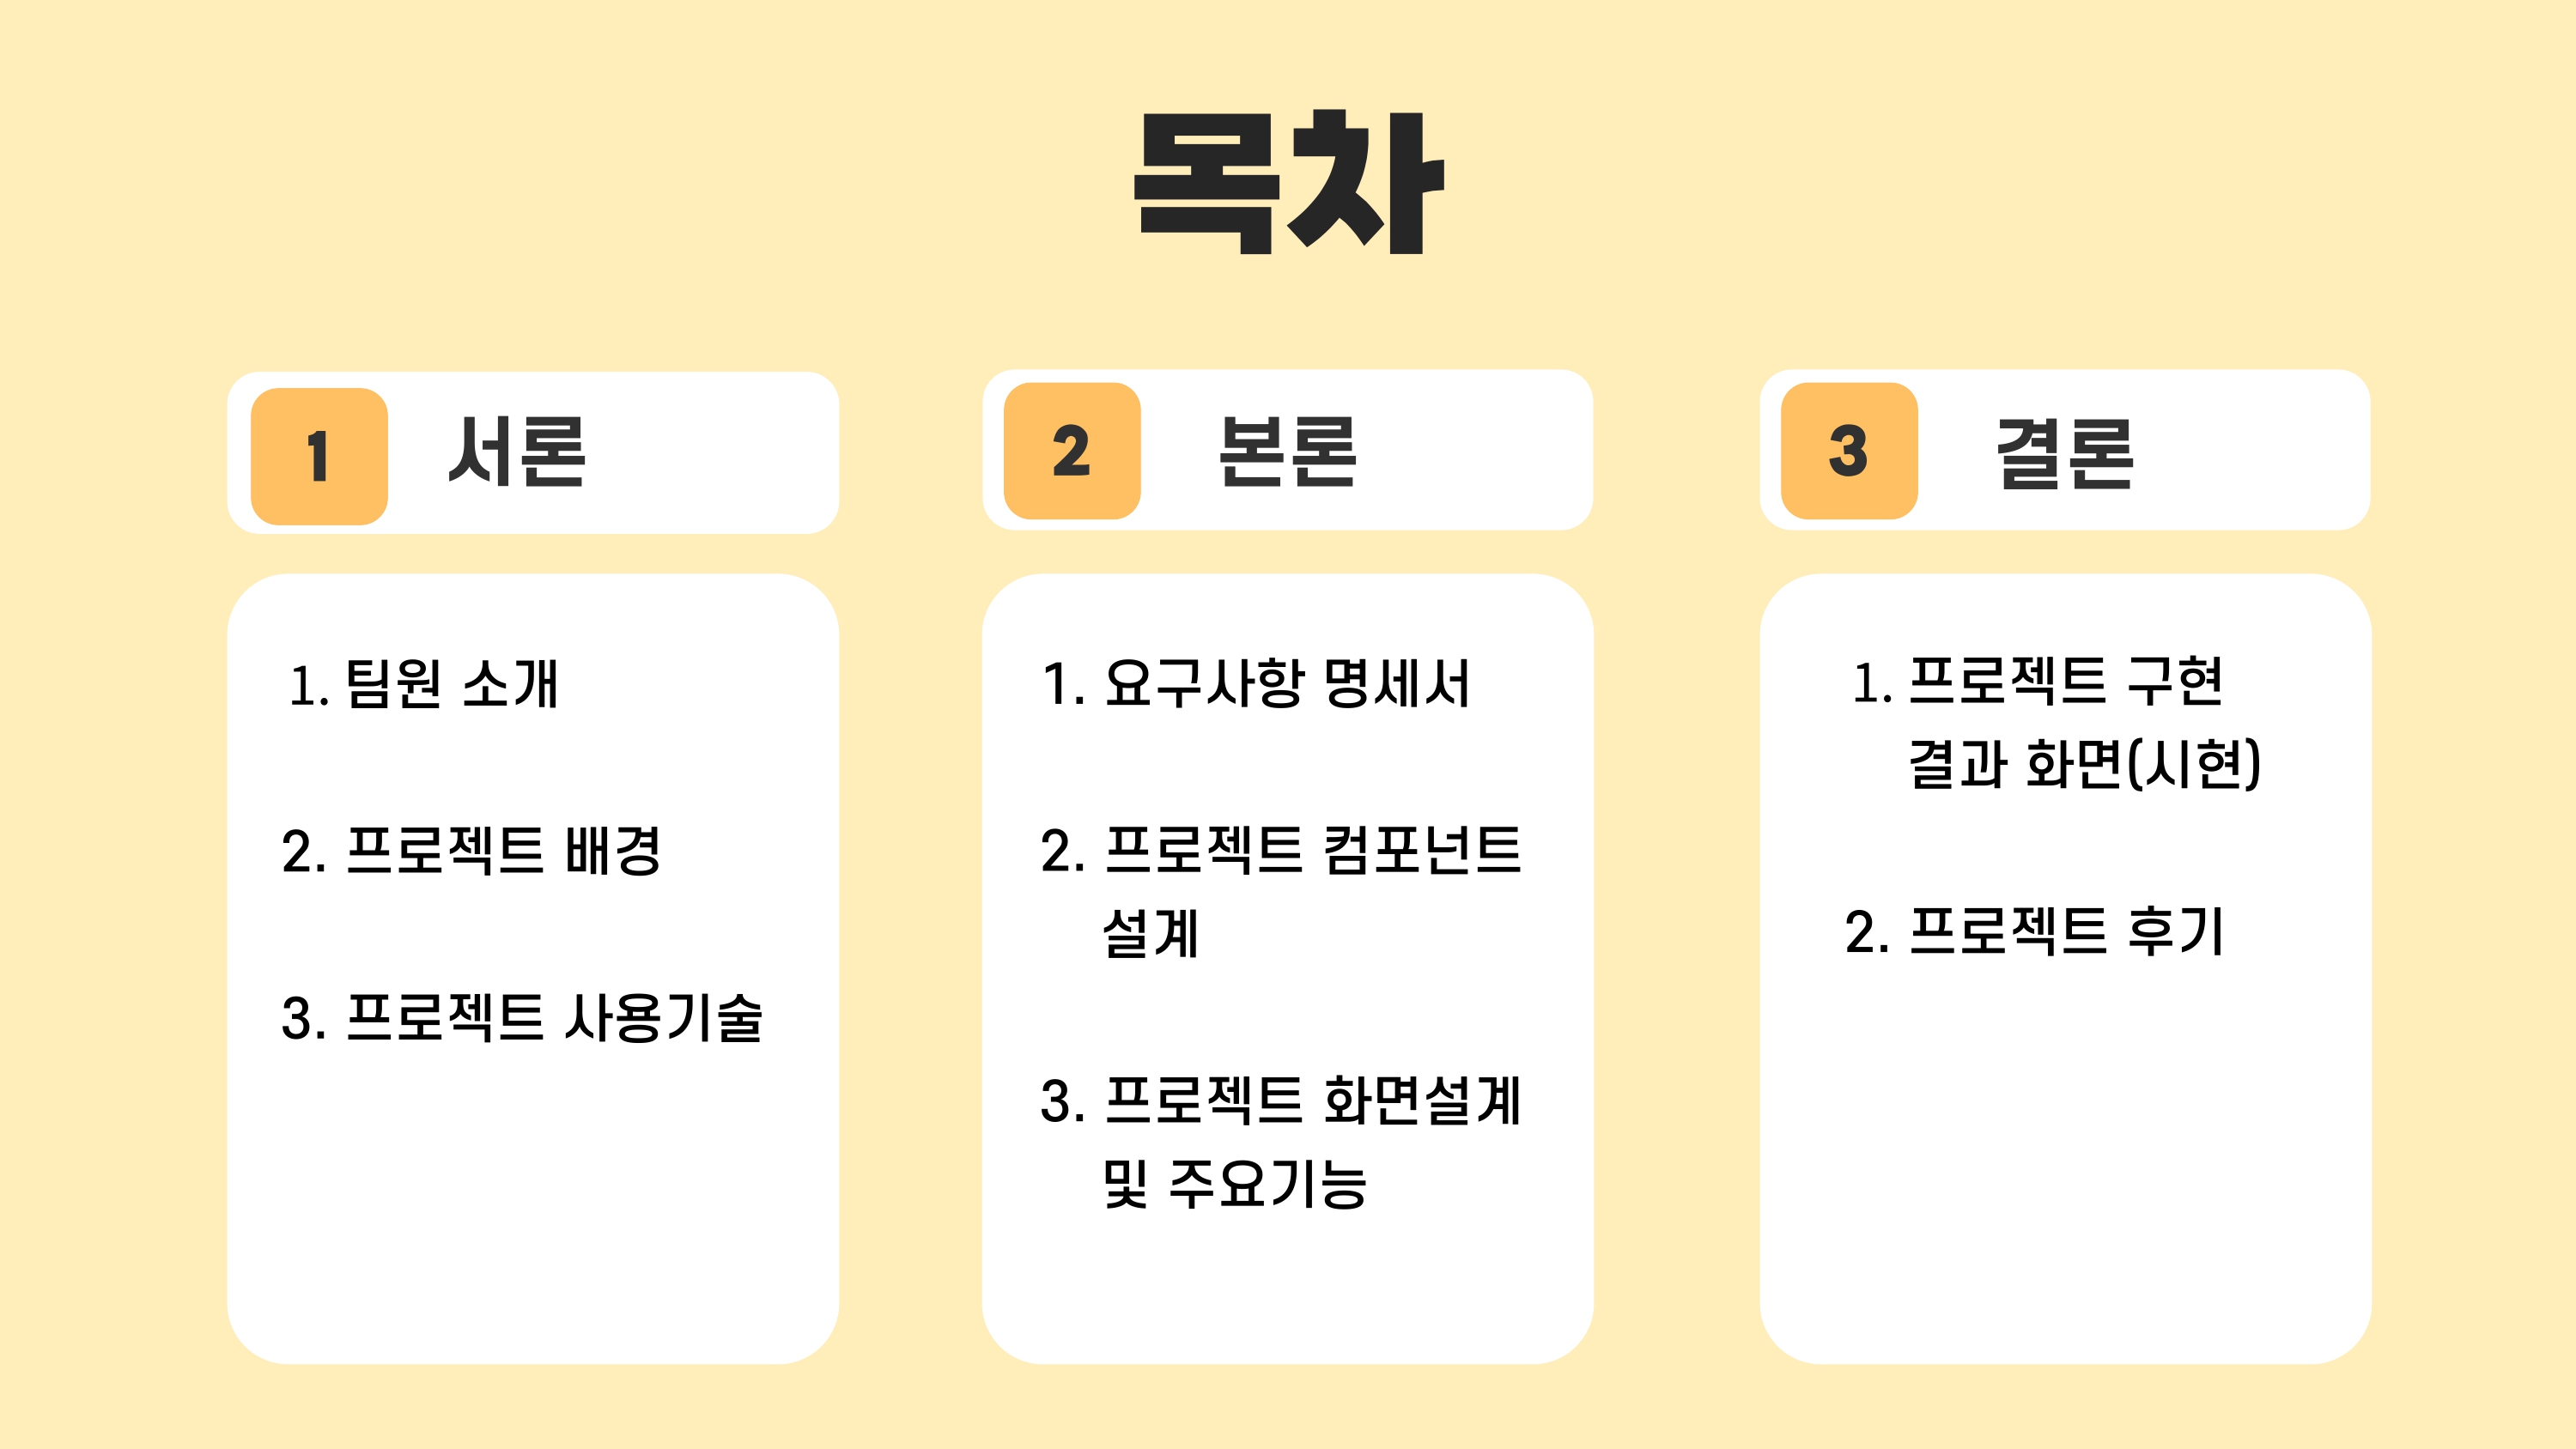 목차
1 서론
1. 팀원 소개
2. 프로젝트 배경
3. 프로젝트 사용기술
2 본론
1. 요구사항 명세서
2. 프로젝트 컴포넌트
설계
3. 프로젝트 화면설계
및 주요기능
3 결론
1. 프로젝트 구현
결과 화면(시현)
2. 프로젝트 후기